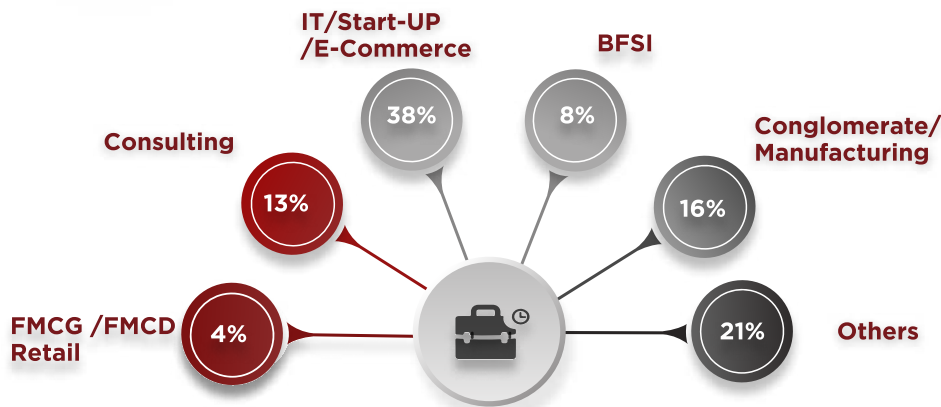 IT/Start-UP
/E-Commerce
38%
BFSI
8%
Consulting
13%
Conglomerate/
Manufacturing
16%
FMCG /FMCD
Retail
4%
21%
Others